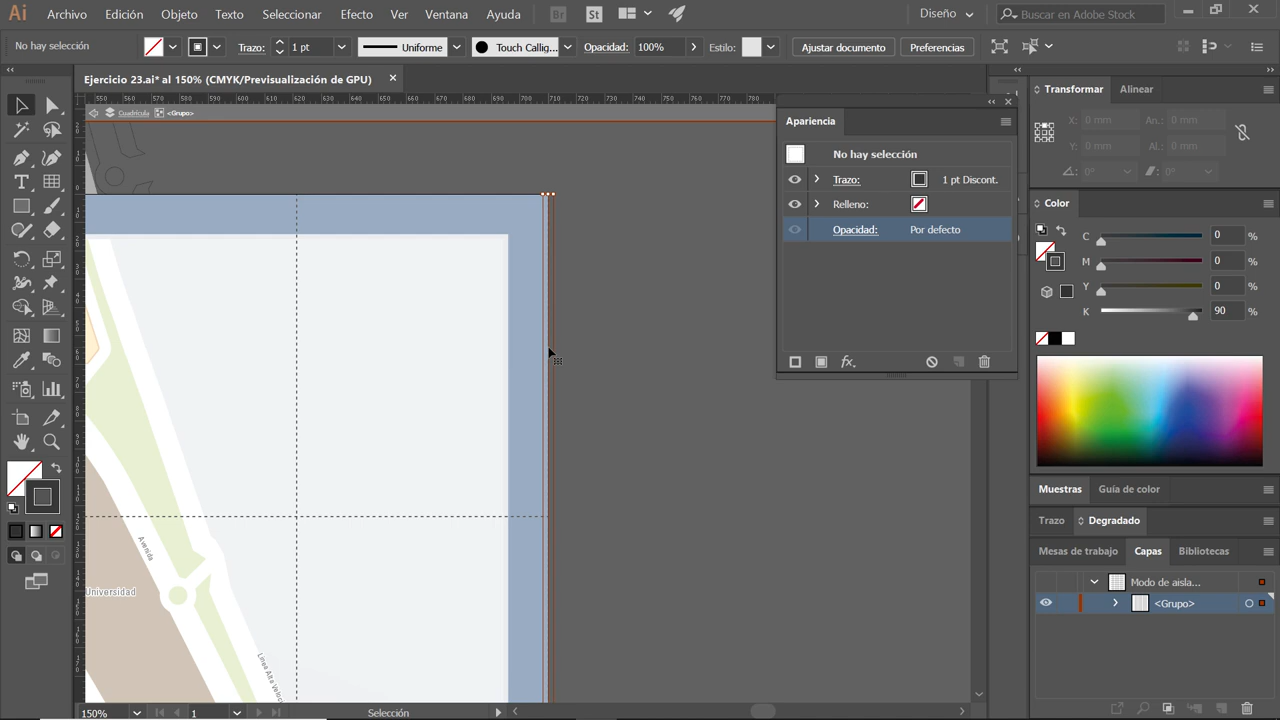 Ai Archivo Edición Objeto Texto Seleccionar Efecto Ver Ventana Ayuda Br St Diseño Buscar en Adobe Stock
No hay selección Trazo: 1 pt Uniforme Touch Callig... Opacidad: 100% Estilo: Ajustar documento Preferencias
Ejercicio 23.ai* al 150% (CMYK/Previsualización de GPU)
550 570 580 590 600 610 620 630 640 650 660 670 680 690 700 710 720 730 740 750 760 770 780 790 800
Cuadrícula <Grupo>
Apariencia
No hay selección
Trazo: 1 pt Discont.
Relleno:
Opacidad: Por defecto
fx
Transformar Alinear
X: 0 mm An.: 0 mm
Y: 0 mm Al.: 0 mm
0° 0°
Color
C 0 %
M 0 %
Y 0 %
K 90 %
Muestras Guía de color
Trazo Degradado
Mesas de trabajo Capas Bibliotecas
Modo de aisla...
<Grupo>
Avenida
Universidad
150% 1 Selección